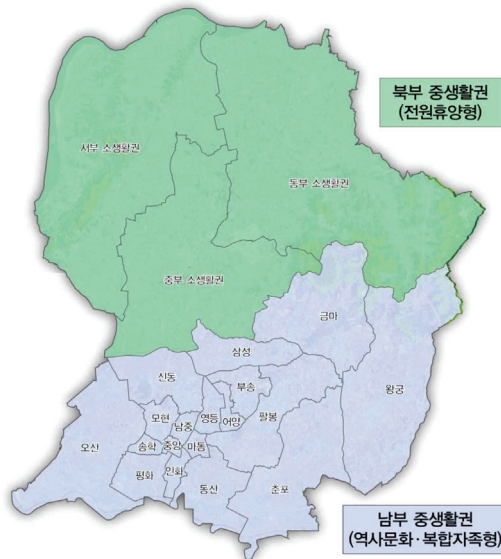 북부 중생활권
(전원휴양형)
서부 소생활권
동부 소생활권
중부 소생활권
금마
삼성
왕궁
신동
부송
모현
영등
어양
팔봉
남중
오산
송학
중앙
마동
평화
인화
동산
춘포
남부 중생활권
(역사문화·복합자족형)